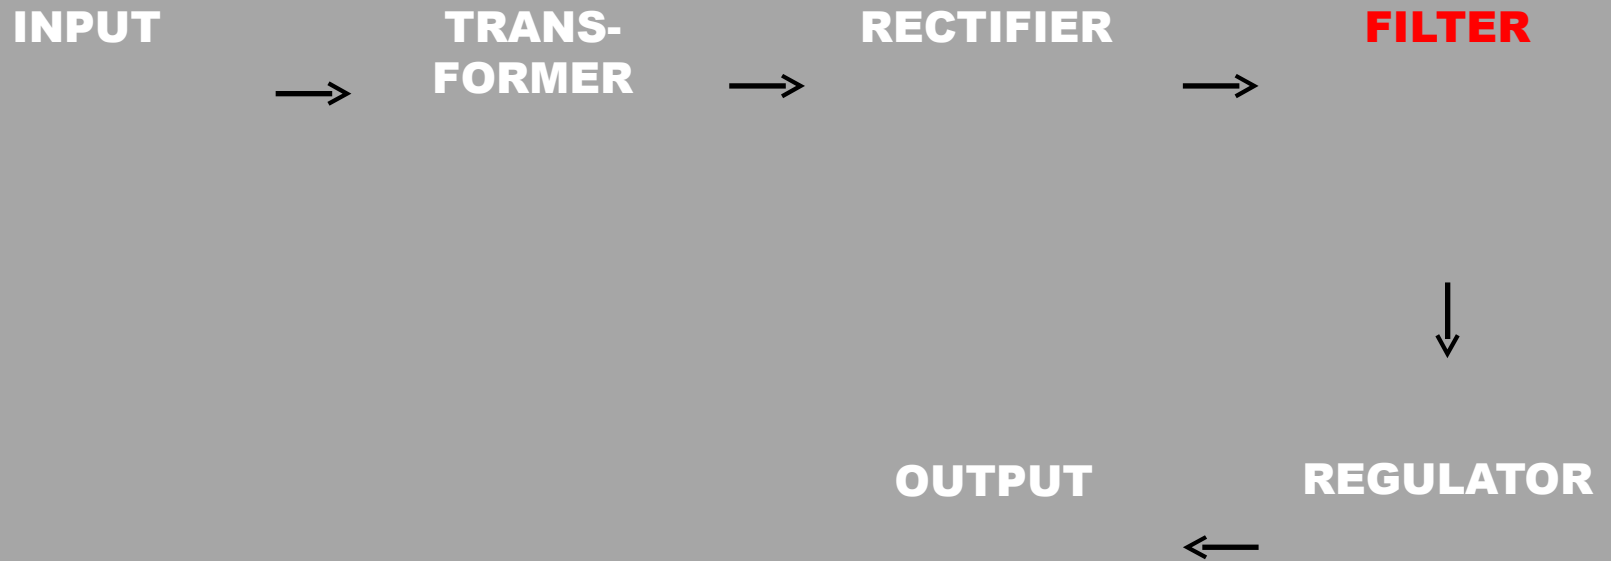 INPUT
TRANS-
FORMER
RECTIFIER
FILTER
OUTPUT
REGULATOR